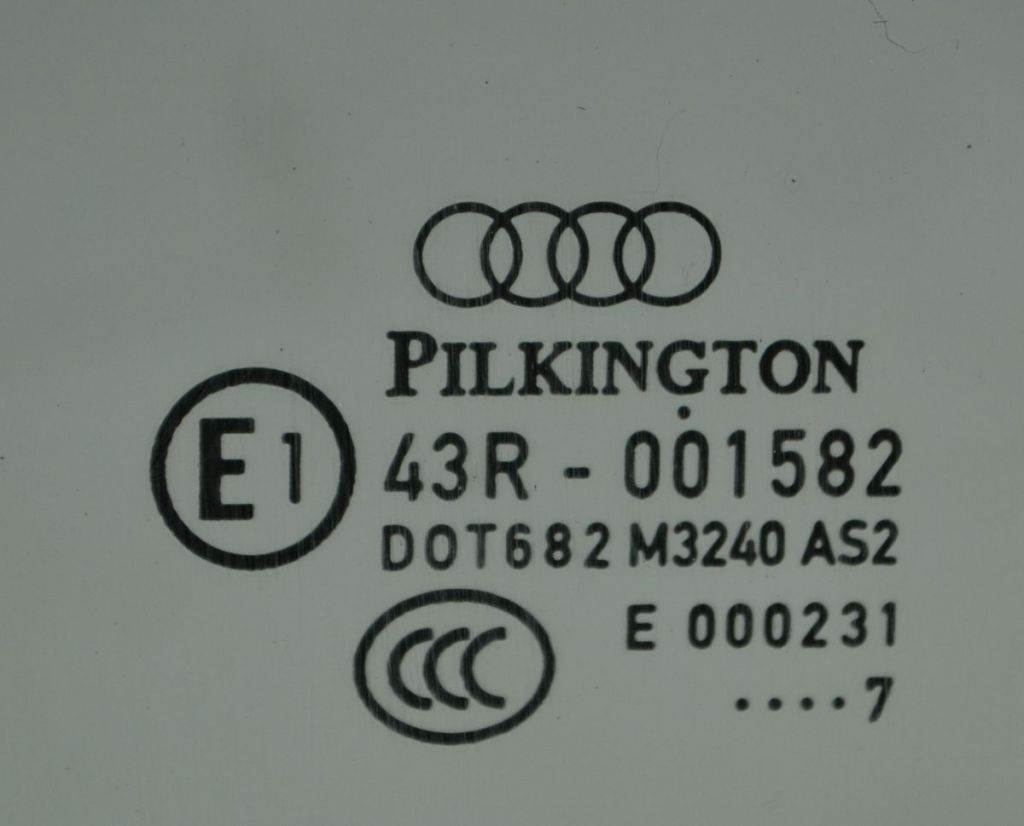 PILKINGTON
E1
43R - 001582
DOT682 M3240 AS2
CCC
E 000231
....7